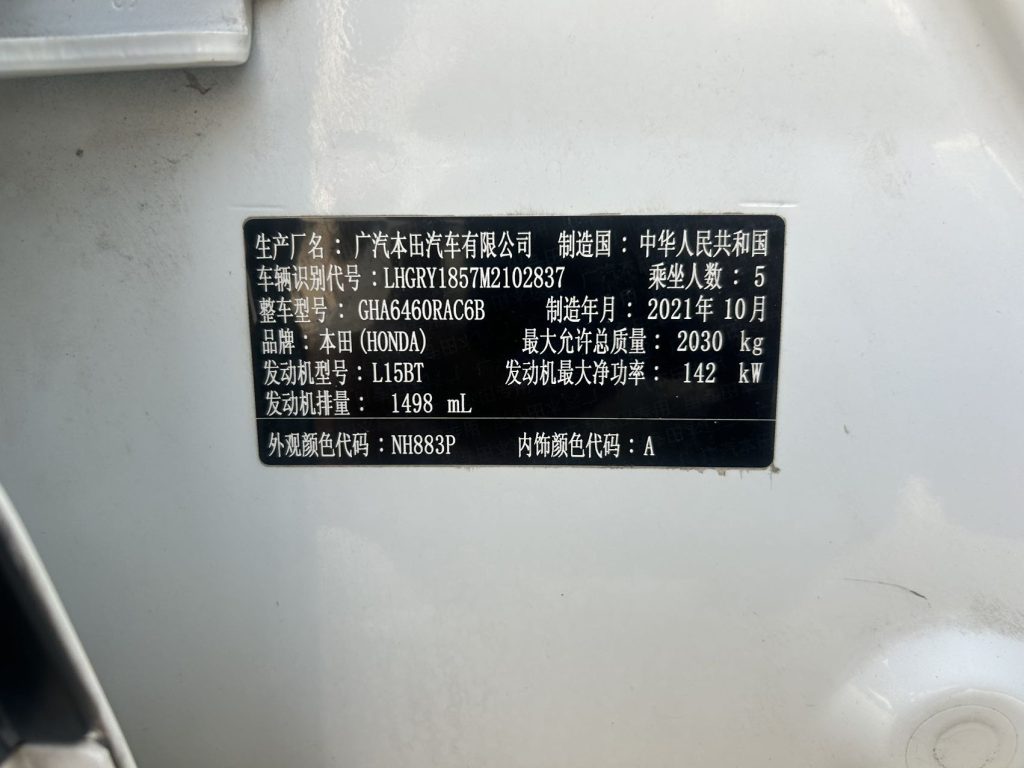 生产厂名：广汽本田汽车有限公司 制造国：中华人民共和国
车辆识别代号：LHGRY1857M2102837 乘坐人数：5
整车型号：GHA6460RAC6B 制造年月：2021年10月
品牌：本田(HONDA) 最大允许总质量：2030 kg
发动机型号：L15BT 发动机最大净功率：142 kW
发动机排量：1498 mL
外观颜色代码：NH883P 内饰颜色代码：A